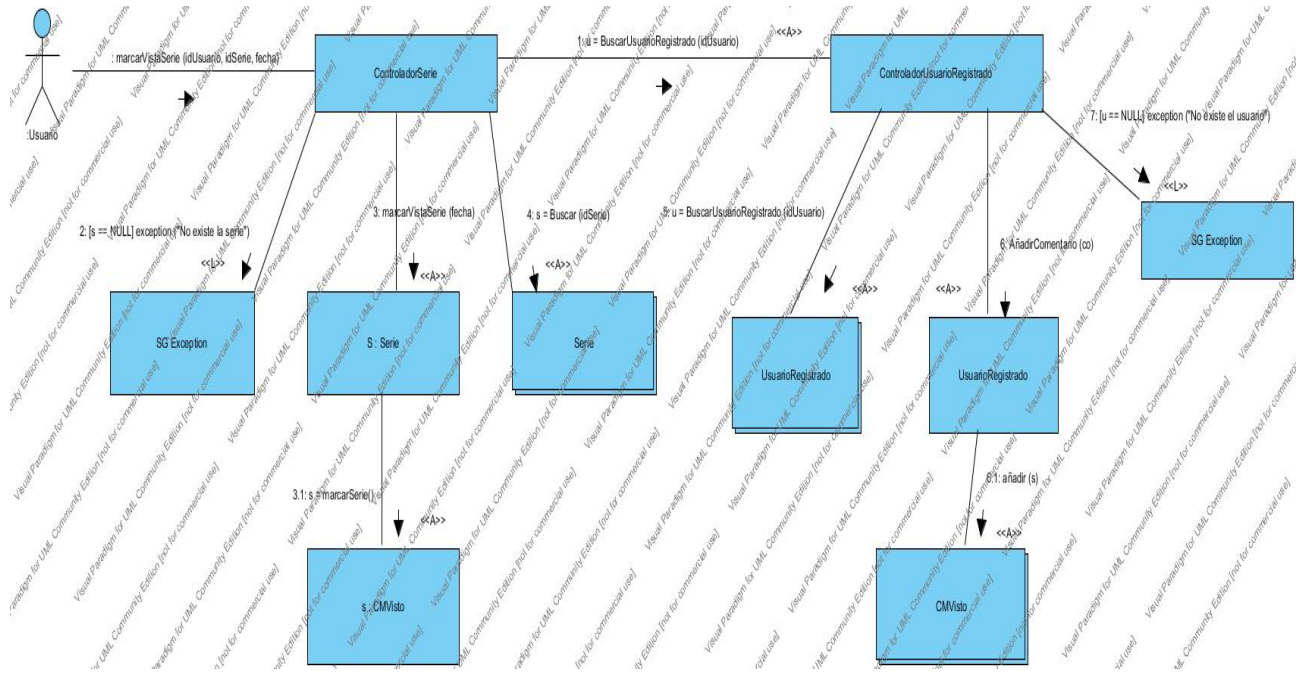 1: u = BuscarUsuarioRegistrado (idUsuario)
<<A>>
: marcarVistaSerie (idUsuario, idSerie, fecha)
ControladorSerie
ControladorUsuarioRegistrado
:Usuario
7: [u == NULL] exception ("No existe el usuario")
3: marcarVistaSerie (fecha)
4: s = Buscar (idSerie)
5: u = BuscarUsuarioRegistrado (idUsuario)
2: [s == NULL] exception ("No existe la serie")
6: AñadirComentario (co)
<<L>>
SG Exception
<<L>>
<<A>>
<<A>>
<<A>>
<<A>>
SG Exception
S : Serie
Serie
UsuarioRegistrado
UsuarioRegistrado
3.1: s = marcarSerie()
6.1: añadir (s)
<<A>>
<<A>>
s : CMVisto
CMVisto
Visual Paradigm for UML Community Edition [not for commercial use]